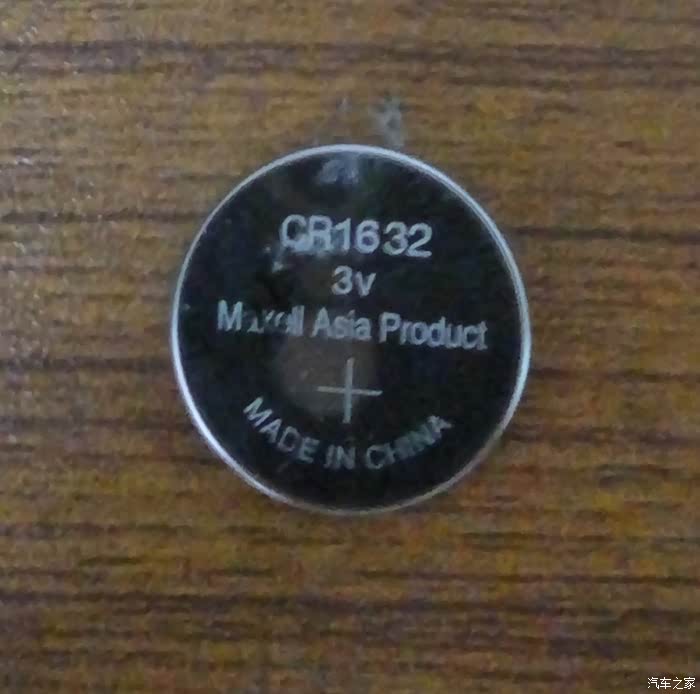 CR1632
3v
Maxell Asia Product
+
MADE IN CHINA
汽车之家